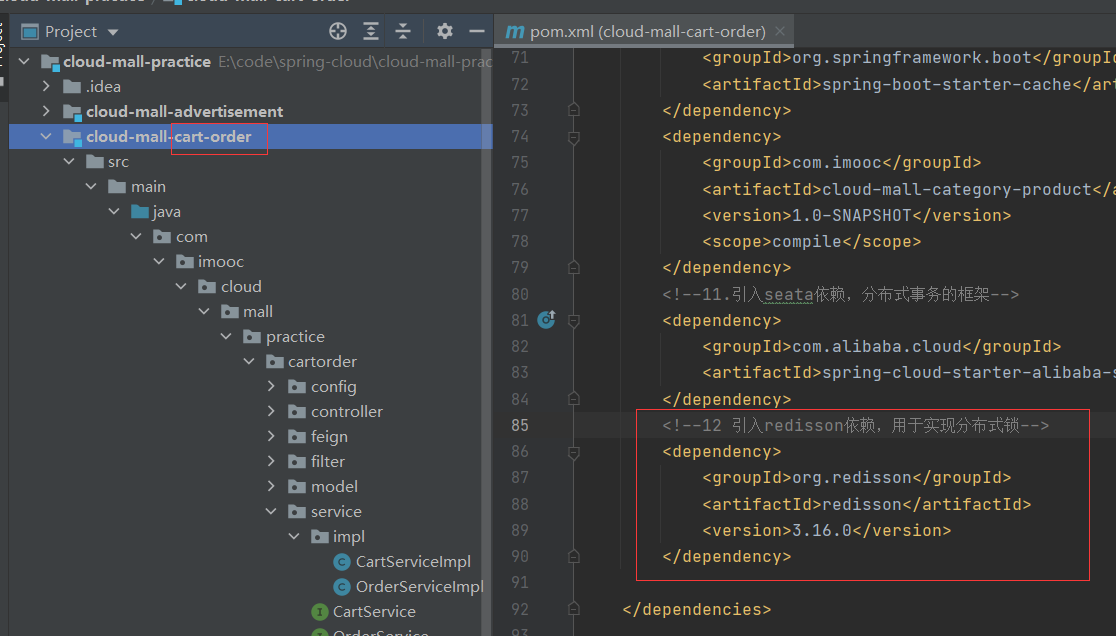 Project
cloud-mall-practice E:\code\spring-cloud\cloud-mall-prac
.idea
cloud-mall-advertisement
cloud-mall-cart-order
src
main
java
com
imooc
cloud
mall
practice
cartorder
config
controller
feign
filter
model
service
impl
CartServiceImpl
OrderServiceImpl
CartService
OrderService
pom.xml (cloud-mall-cart-order)
71 <groupId>org.springframework.boot</groupId
72 <artifactId>spring-boot-starter-cache</art
73 </dependency>
74 <dependency>
75 <groupId>com.imooc</groupId>
76 <artifactId>cloud-mall-category-product</a
77 <version>1.0-SNAPSHOT</version>
78 <scope>compile</scope>
79 </dependency>
80 <!--11.引入seata依赖，分布式事务的框架-->
81 <dependency>
82 <groupId>com.alibaba.cloud</groupId>
83 <artifactId>spring-cloud-starter-alibaba-s
84 </dependency>
85 <!--12 引入redisson依赖，用于实现分布式锁-->
86 <dependency>
87 <groupId>org.redisson</groupId>
88 <artifactId>redisson</artifactId>
89 <version>3.16.0</version>
90 </dependency>
91
92 </dependencies>
93